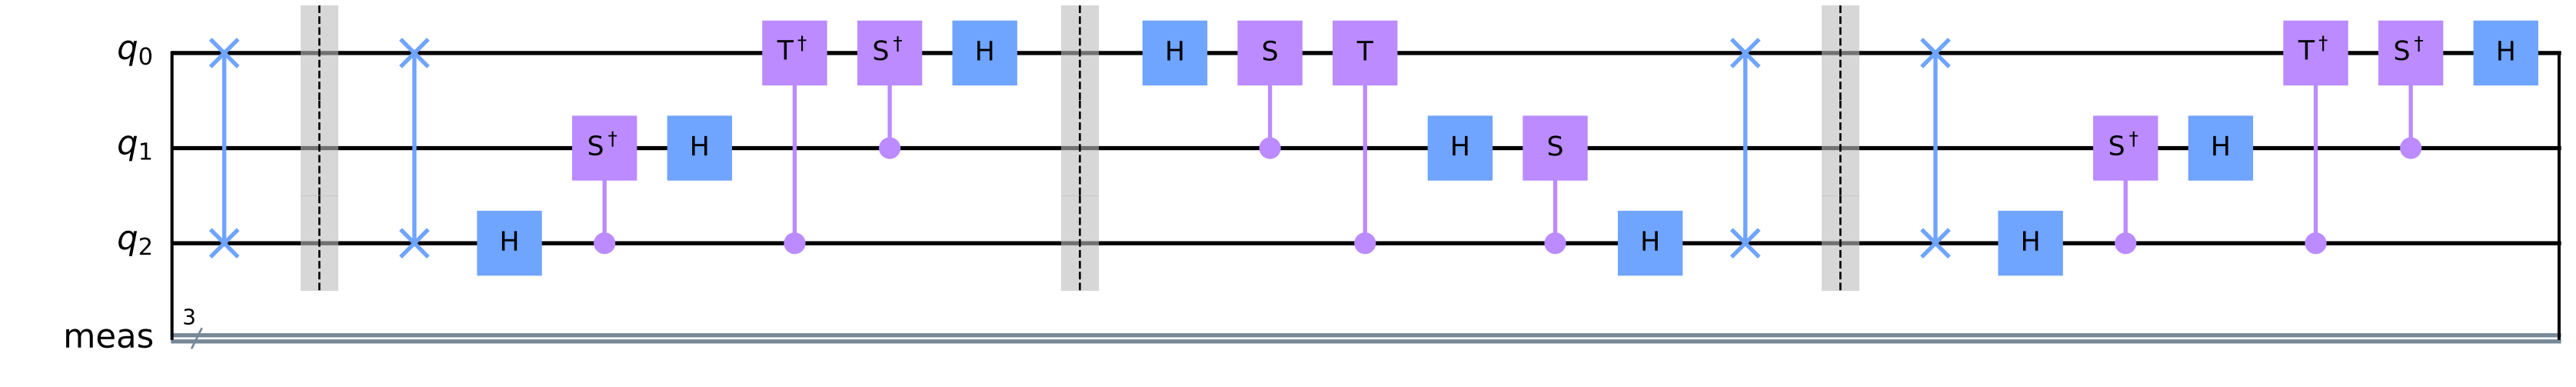 q0 T† S† H H S T T† S† H
q1 S† H H S S† H
q2 H H H
3
meas